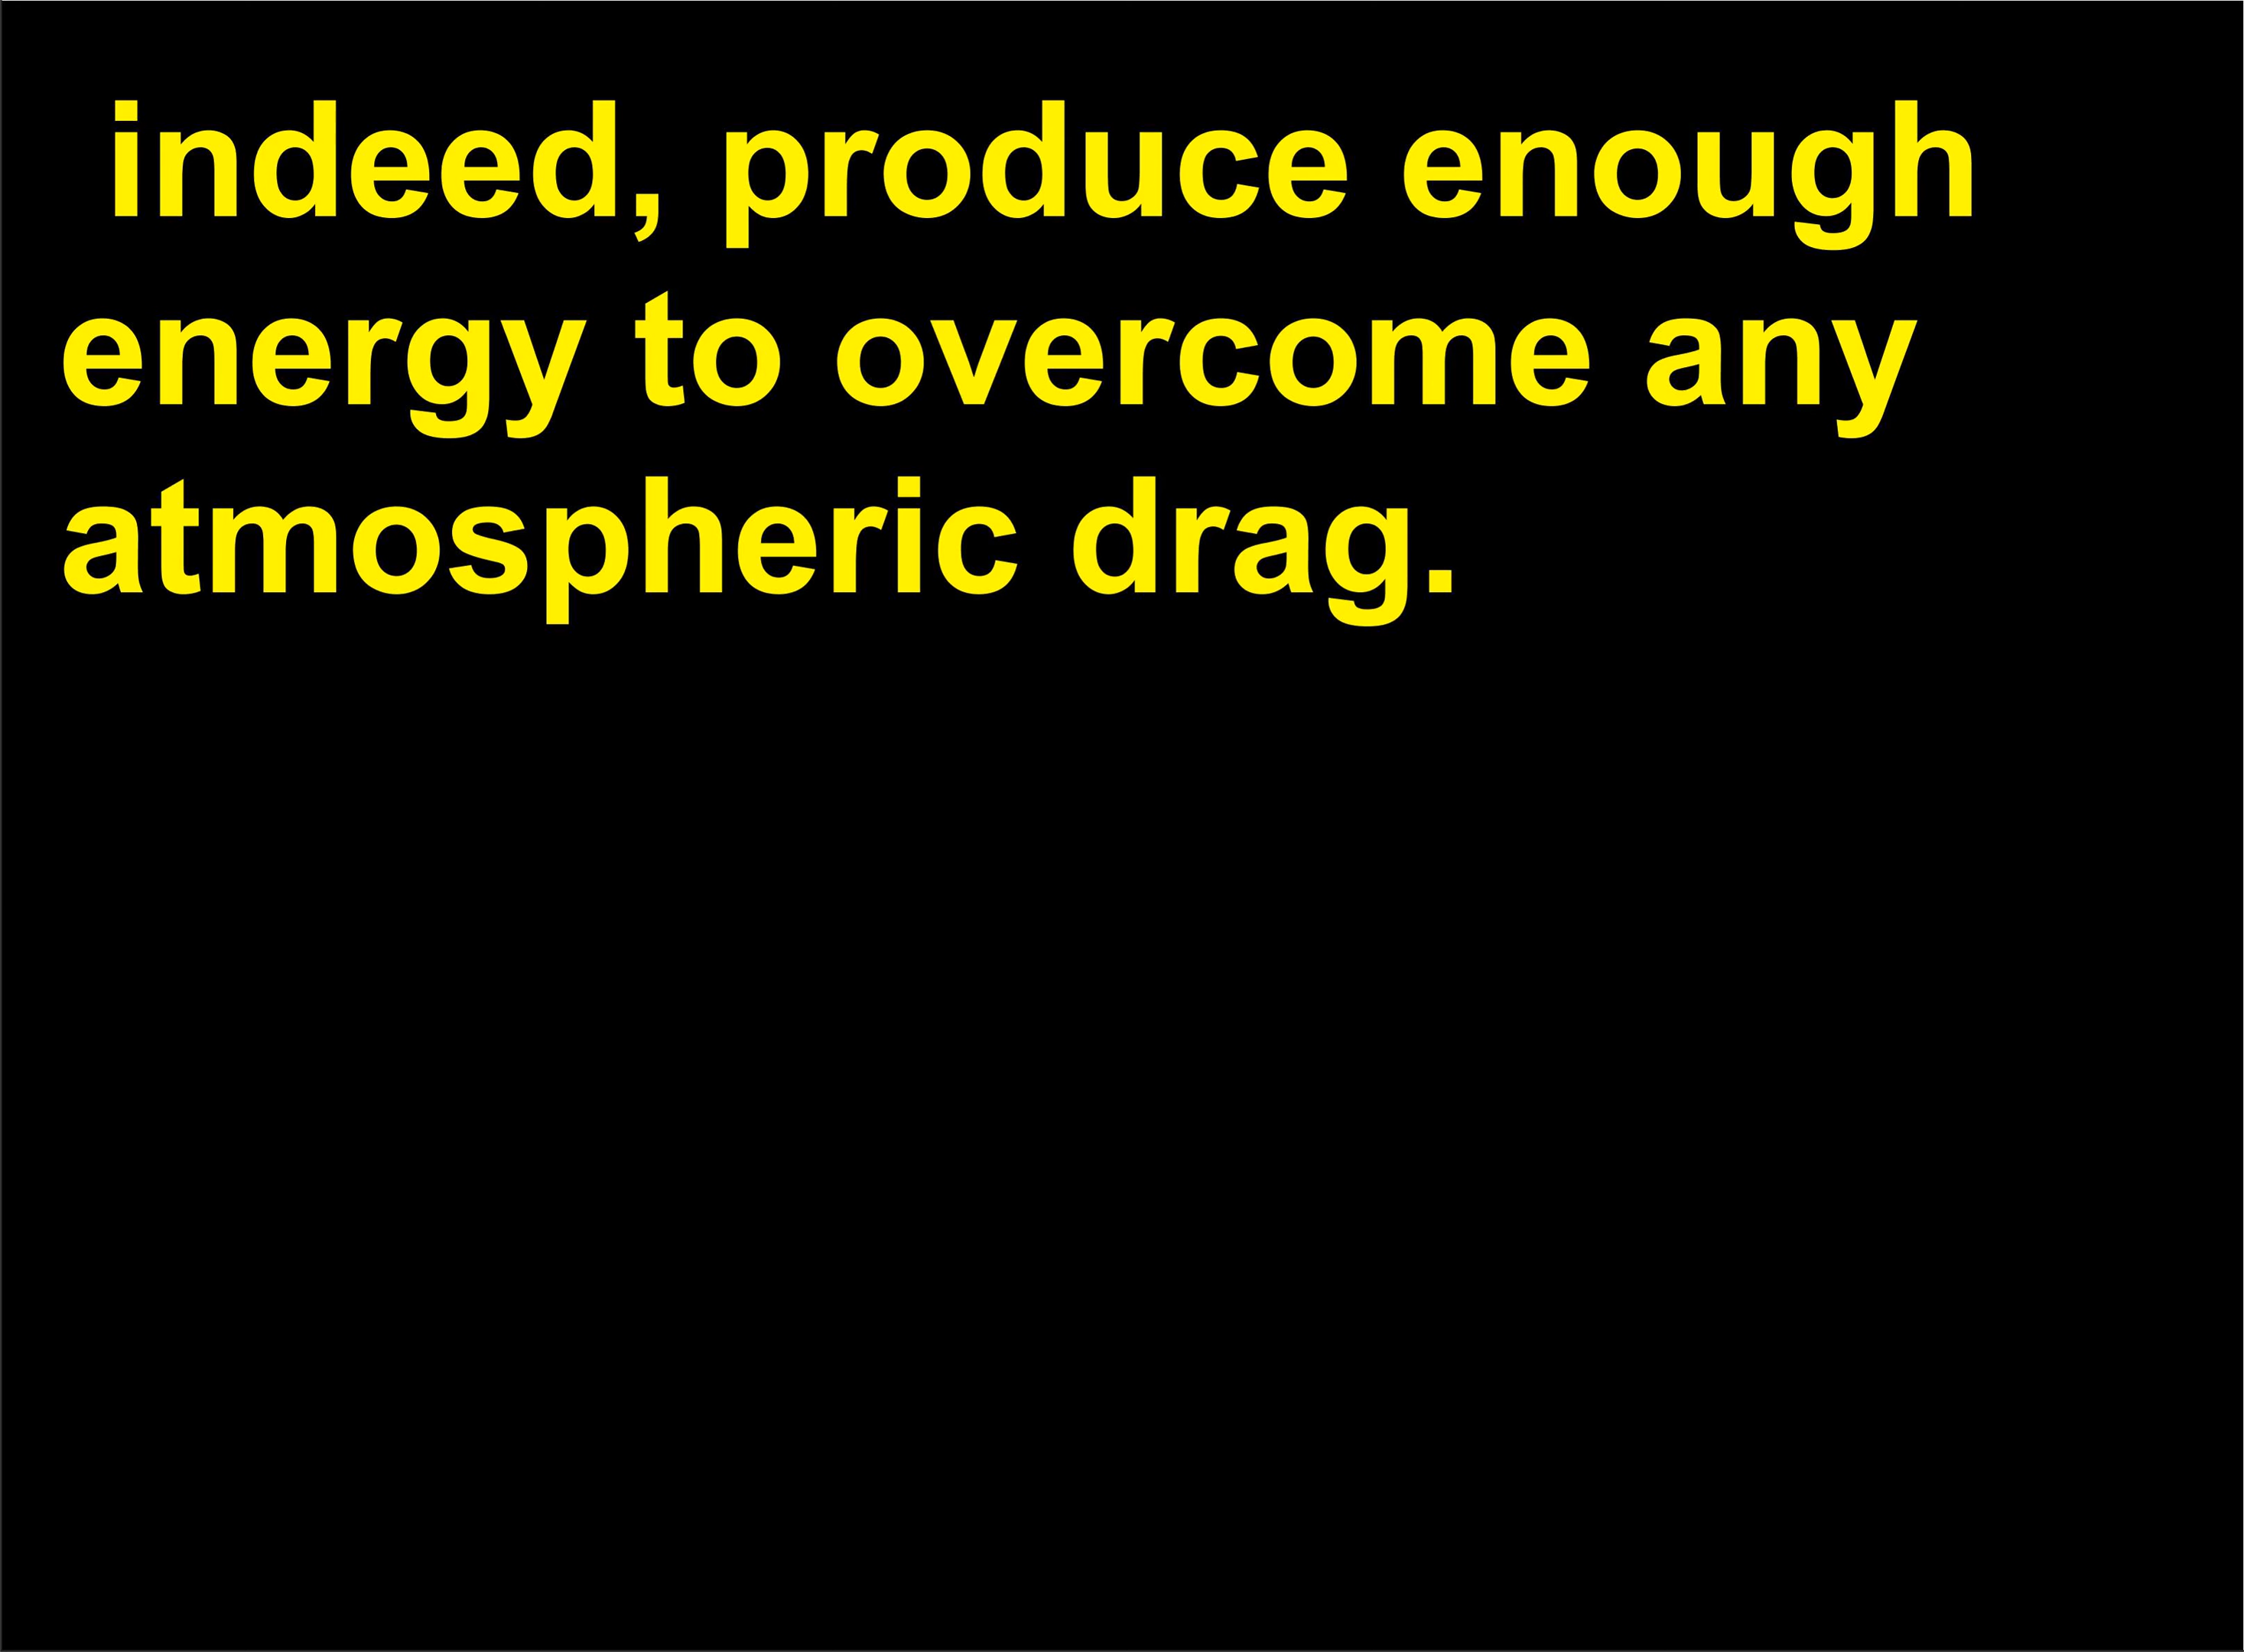 indeed, produce enough
energy to overcome any
atmospheric drag.